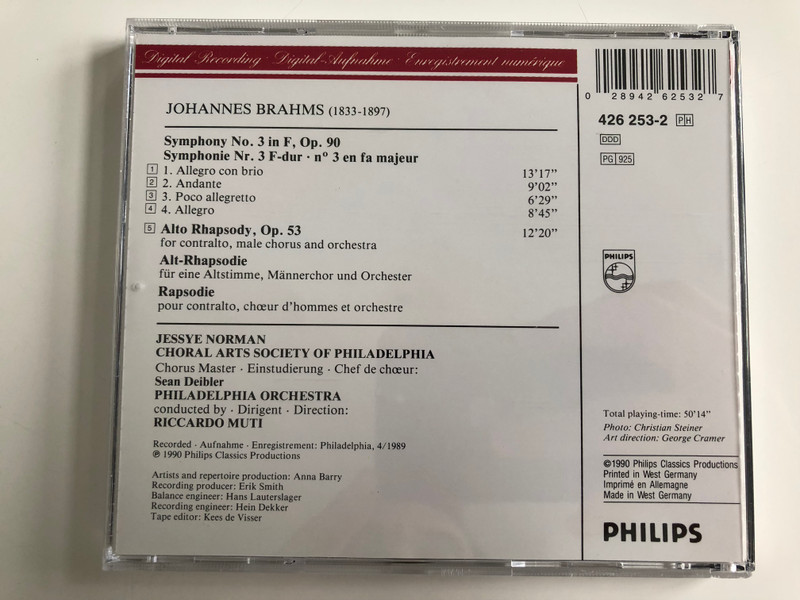 Digital Recording · Digital-Aufnahme · Enregistrement numérique
JOHANNES BRAHMS (1833-1897)
Symphony No. 3 in F, Op. 90
Symphonie Nr. 3 F-dur · nº 3 en fa majeur
1 1. Allegro con brio 13'17"
2 2. Andante 9'02"
3 3. Poco allegretto 6'29"
4 4. Allegro 8'45"
5 Alto Rhapsody, Op. 53 12'20"
for contralto, male chorus and orchestra
Alt-Rhapsodie
für eine Altstimme, Männerchor und Orchester
Rapsodie
pour contralto, chœur d'hommes et orchestre
JESSYE NORMAN
CHORAL ARTS SOCIETY OF PHILADELPHIA
Chorus Master · Einstudierung · Chef de chœur:
Sean Deibler
PHILADELPHIA ORCHESTRA
conducted by · Dirigent · Direction:
RICCARDO MUTI
Recorded · Aufnahme · Enregistrement: Philadelphia, 4/1989
℗ 1990 Philips Classics Productions
Artists and repertoire production: Anna Barry
Recording producer: Erik Smith
Balance engineer: Hans Lauterslager
Recording engineer: Hein Dekker
Tape editor: Kees de Visser
0 28942 62532 7
426 253-2 PH
DDD
PG 925
PHILIPS
Total playing-time: 50'14"
Photo: Christian Steiner
Art direction: George Cramer
©1990 Philips Classics Productions
Printed in West Germany
Imprimé en Allemagne
Made in West Germany
PHILIPS